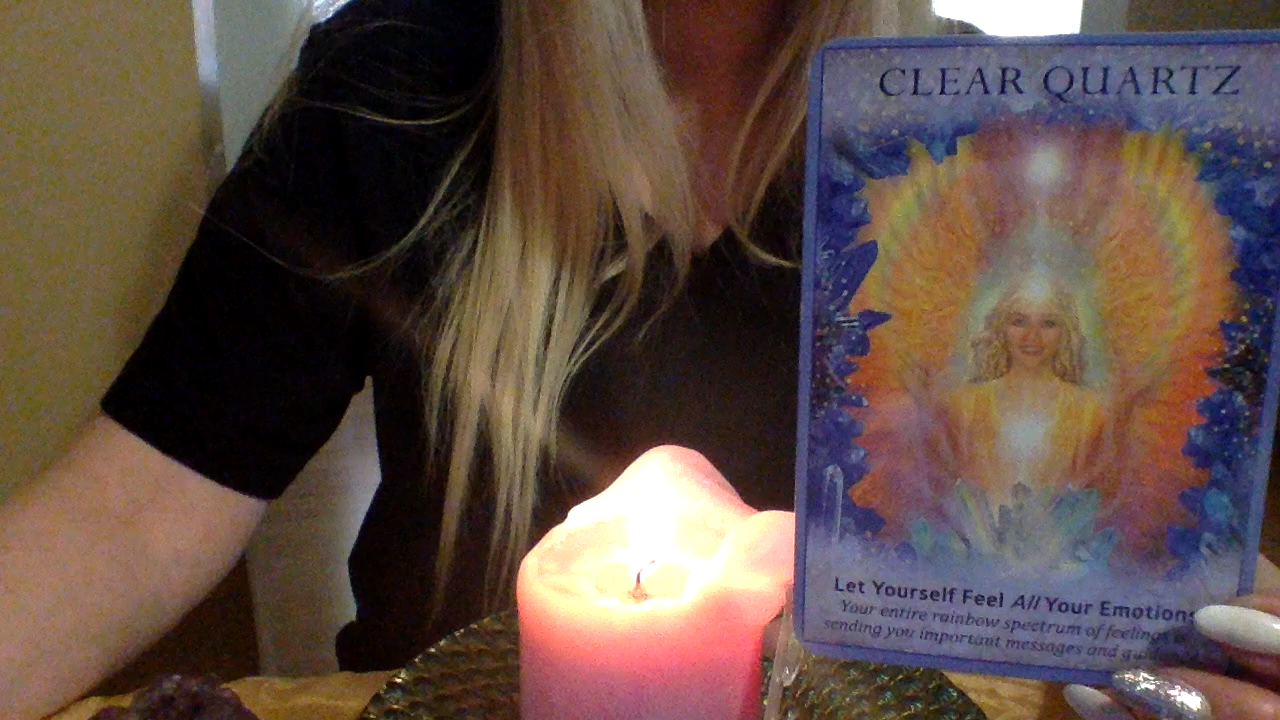 CLEAR QUARTZ
Let Yourself Feel All Your Emotions
Your entire rainbow spectrum of feelings
sending you important messages and